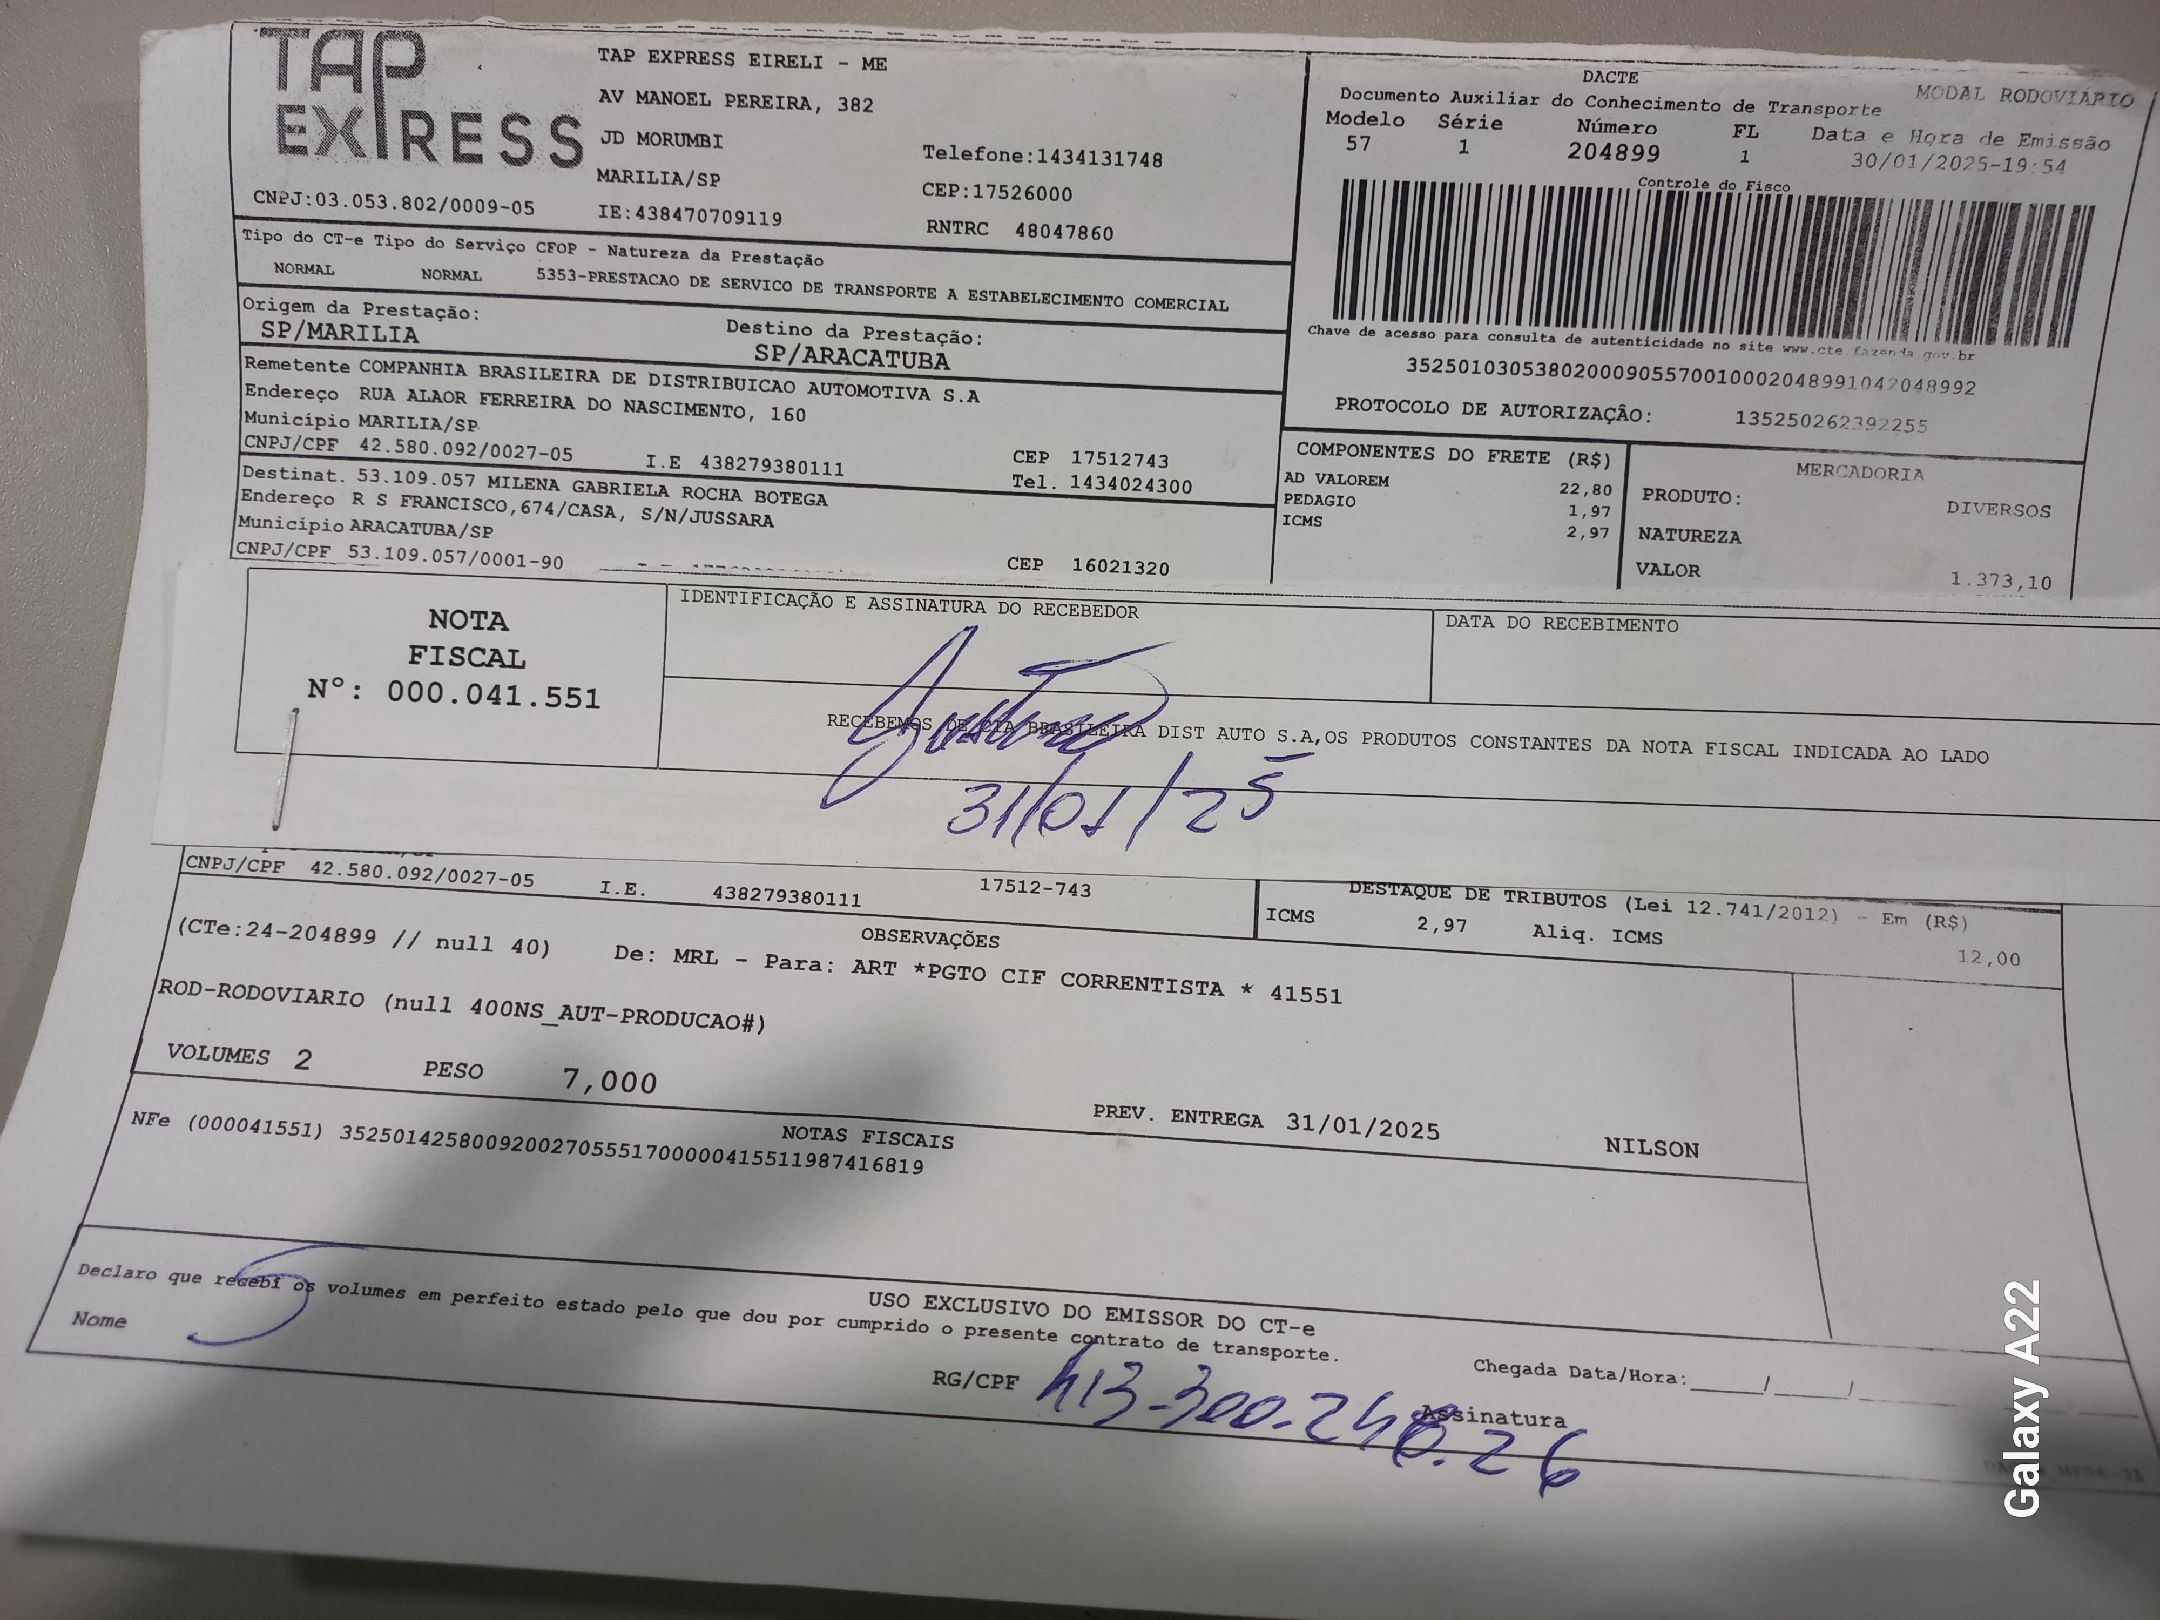 TAP EXPRESS
TAP EXPRESS EIRELI - ME
AV MANOEL PEREIRA, 382
JD MORUMBI
Telefone:1434131748
MARILIA/SP
CEP:17526000
CNPJ:03.053.802/0009-05
IE:438470709119
RNTRC 48047860
DACTE
MODAL RODOVIÁRIO
Documento Auxiliar do Conhecimento de Transporte
Modelo Série Número FL Data e Hora de Emissão
57 1 204899 1 30/01/2025-19:54
Controle do Fisco
Chave de acesso para consulta de autenticidade no site www.cte.fazenda.gov.br
35250103053802000905570010002048991042048992
PROTOCOLO DE AUTORIZAÇÃO: 135250262392255
Tipo do CT-e Tipo do Serviço CFOP - Natureza da Prestação
NORMAL NORMAL 5353-PRESTACAO DE SERVICO DE TRANSPORTE A ESTABELECIMENTO COMERCIAL
Origem da Prestação: Destino da Prestação:
SP/MARILIA SP/ARACATUBA
Remetente COMPANHIA BRASILEIRA DE DISTRIBUICAO AUTOMOTIVA S.A
Endereço RUA ALAOR FERREIRA DO NASCIMENTO, 160
Município MARILIA/SP CEP 17512743
CNPJ/CPF 42.580.092/0027-05 I.E 438279380111 Tel. 1434024300
Destinat. 53.109.057 MILENA GABRIELA ROCHA BOTEGA
Endereço R S FRANCISCO,674/CASA, S/N/JUSSARA
Município ARACATUBA/SP CEP 16021320
CNPJ/CPF 53.109.057/0001-90
COMPONENTES DO FRETE (R$)
AD VALOREM 22,80
PEDAGIO 1,97
ICMS 2,97
MERCADORIA
PRODUTO: DIVERSOS
NATUREZA
VALOR 1.373,10
NOTA
FISCAL
N°: 000.041.551
IDENTIFICAÇÃO E ASSINATURA DO RECEBEDOR
DATA DO RECEBIMENTO
RECEBEMOS DE CIA BRASILEIRA DIST AUTO S.A,OS PRODUTOS CONSTANTES DA NOTA FISCAL INDICADA AO LADO
31/01/25
CNPJ/CPF 42.580.092/0027-05 I.E. 438279380111 17512-743
DESTAQUE DE TRIBUTOS (Lei 12.741/2012) - Em (R$)
ICMS 2,97 Aliq. ICMS 12,00
OBSERVAÇÕES
(CTe:24-204899 // null 40) De: MRL - Para: ART *PGTO CIF CORRENTISTA * 41551
ROD-RODOVIARIO (null 400NS_AUT-PRODUCAO#)
VOLUMES 2 PESO 7,000 PREV. ENTREGA 31/01/2025 NILSON
NOTAS FISCAIS
NFe (000041551) 35250142580092002705551700000415511987416819
USO EXCLUSIVO DO EMISSOR DO CT-e
Declaro que recebi os volumes em perfeito estado pelo que dou por cumprido o presente contrato de transporte.
Nome RG/CPF 413-300.248.26
Chegada Data/Hora:____/____/
Assinatura
Galaxy A22